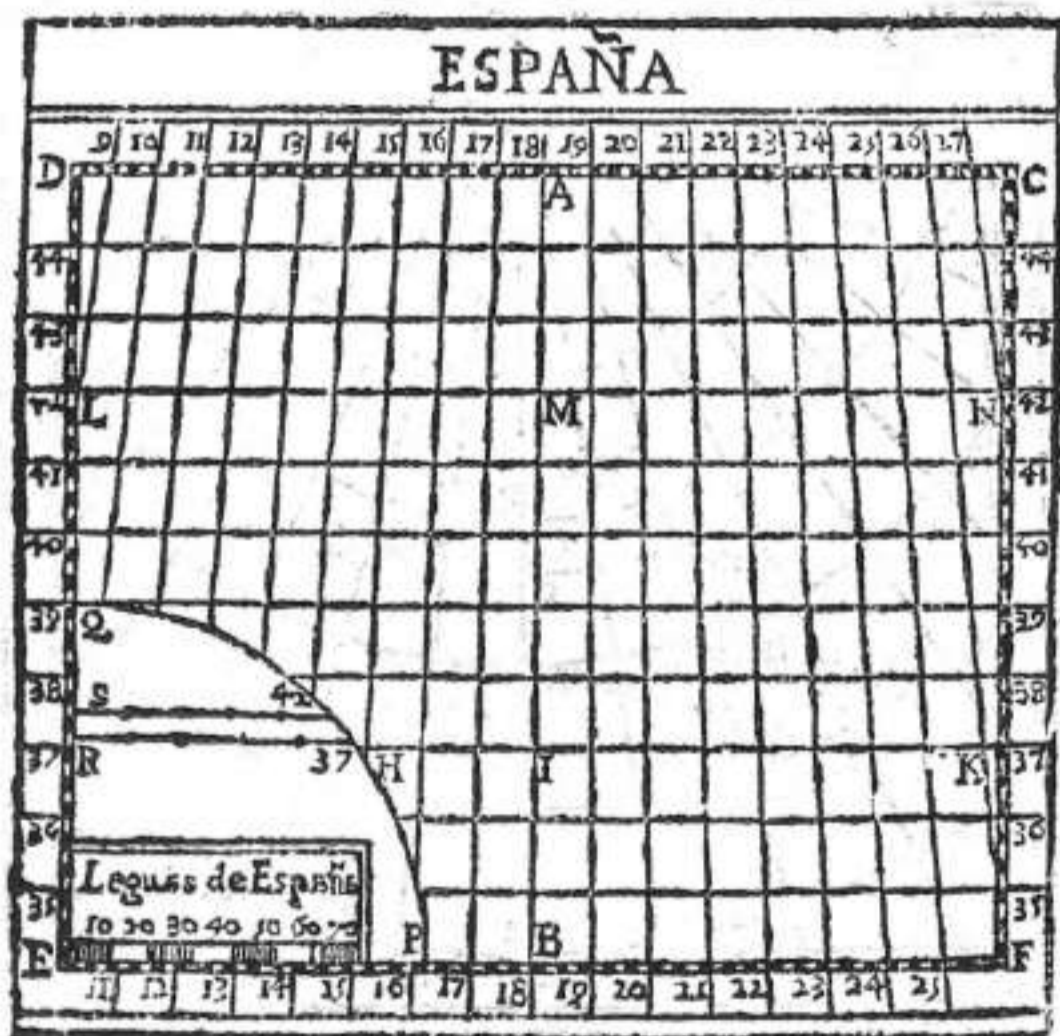 ESPAÑA
9 10 11 12 13 14 15 16 17 18 19 20 21 22 23 24 25 26 27
D C
A
44 44
43 43
L M N 42
41 41
40 40
39 Q 39
38 S 42 38
37 R 37 H I K 37
36 36
Leguas de España
35 35
10 20 30 40 50 60 70
E P B F
11 12 13 14 15 16 17 18 19 20 21 22 23 24 25